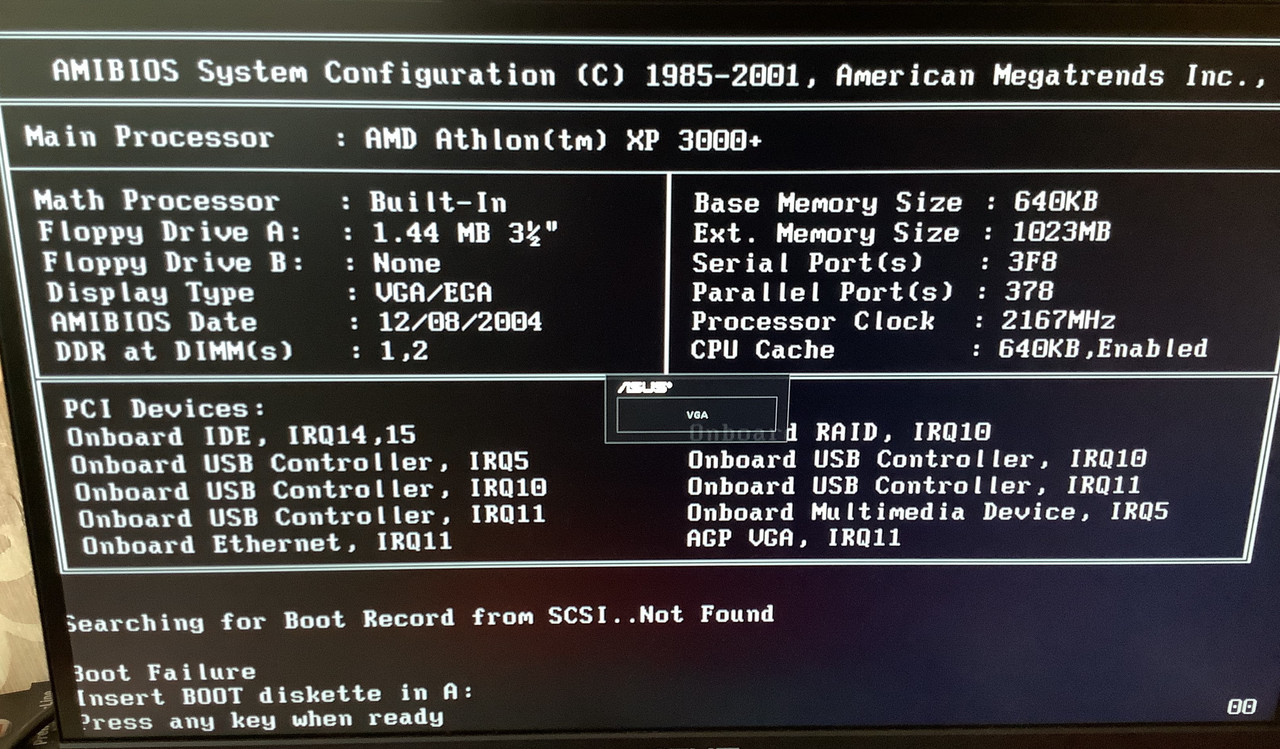 AMIBIOS System Configuration (C) 1985-2001, American Megatrends Inc.,
Main Processor : AMD Athlon(tm) XP 3000+
Math Processor : Built-In
Floppy Drive A: : 1.44 MB 3½"
Floppy Drive B: : None
Display Type : VGA/EGA
AMIBIOS Date : 12/08/2004
DDR at DIMM(s) : 1,2
Base Memory Size : 640KB
Ext. Memory Size : 1023MB
Serial Port(s) : 3F8
Parallel Port(s) : 378
Processor Clock : 2167MHz
CPU Cache : 640KB,Enabled
/SUS
VGA
PCI Devices:
Onboard IDE, IRQ14,15
Onboard USB Controller, IRQ5
Onboard USB Controller, IRQ10
Onboard USB Controller, IRQ11
Onboard Ethernet, IRQ11
Onboard RAID, IRQ10
Onboard USB Controller, IRQ10
Onboard USB Controller, IRQ11
Onboard Multimedia Device, IRQ5
AGP VGA, IRQ11
Searching for Boot Record from SCSI..Not Found
Boot Failure
Insert BOOT diskette in A:
Press any key when ready
00